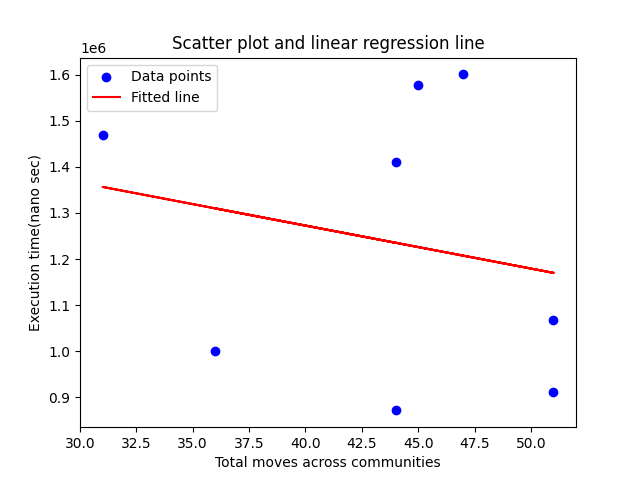 Scatter plot and linear regression line
1e6
Data points
Fitted line
1.6
1.5
1.4
1.3
1.2
1.1
1.0
0.9
Execution time(nano sec)
30.0 32.5 35.0 37.5 40.0 42.5 45.0 47.5 50.0
Total moves across communities